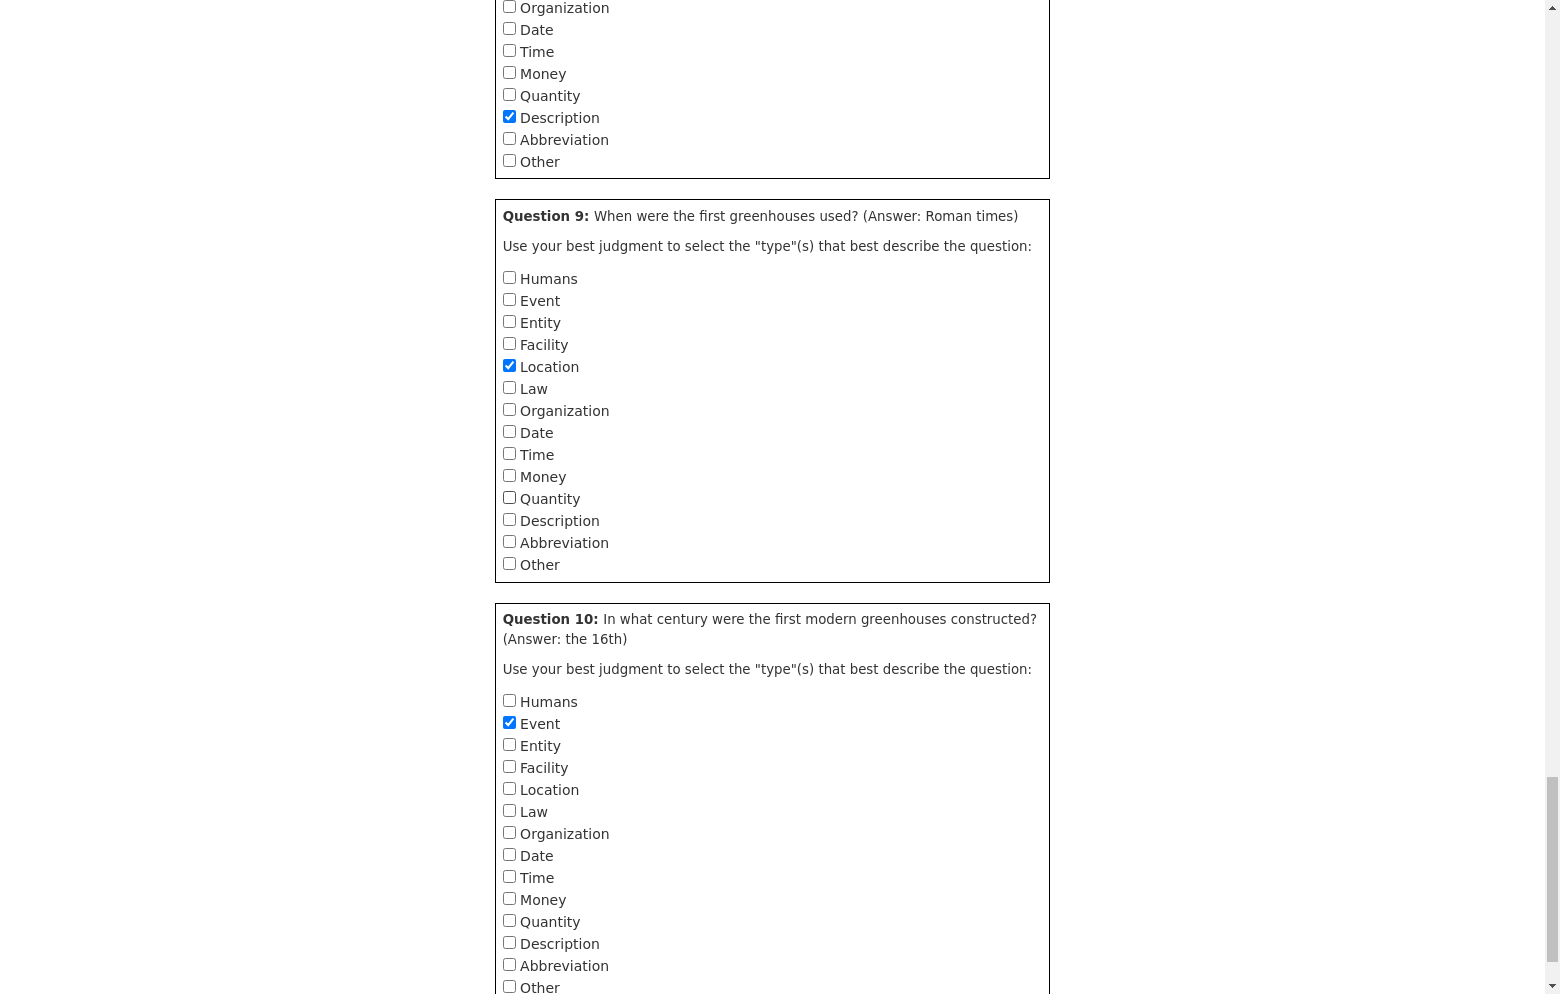 Organization
Date
Time
Money
Quantity
Description
Abbreviation
Other
Question 9: When were the first greenhouses used? (Answer: Roman times)
Use your best judgment to select the "type"(s) that best describe the question:
Humans
Event
Entity
Facility
Location
Law
Organization
Date
Time
Money
Quantity
Description
Abbreviation
Other
Question 10: In what century were the first modern greenhouses constructed?
(Answer: the 16th)
Use your best judgment to select the "type"(s) that best describe the question:
Humans
Event
Entity
Facility
Location
Law
Organization
Date
Time
Money
Quantity
Description
Abbreviation
Other